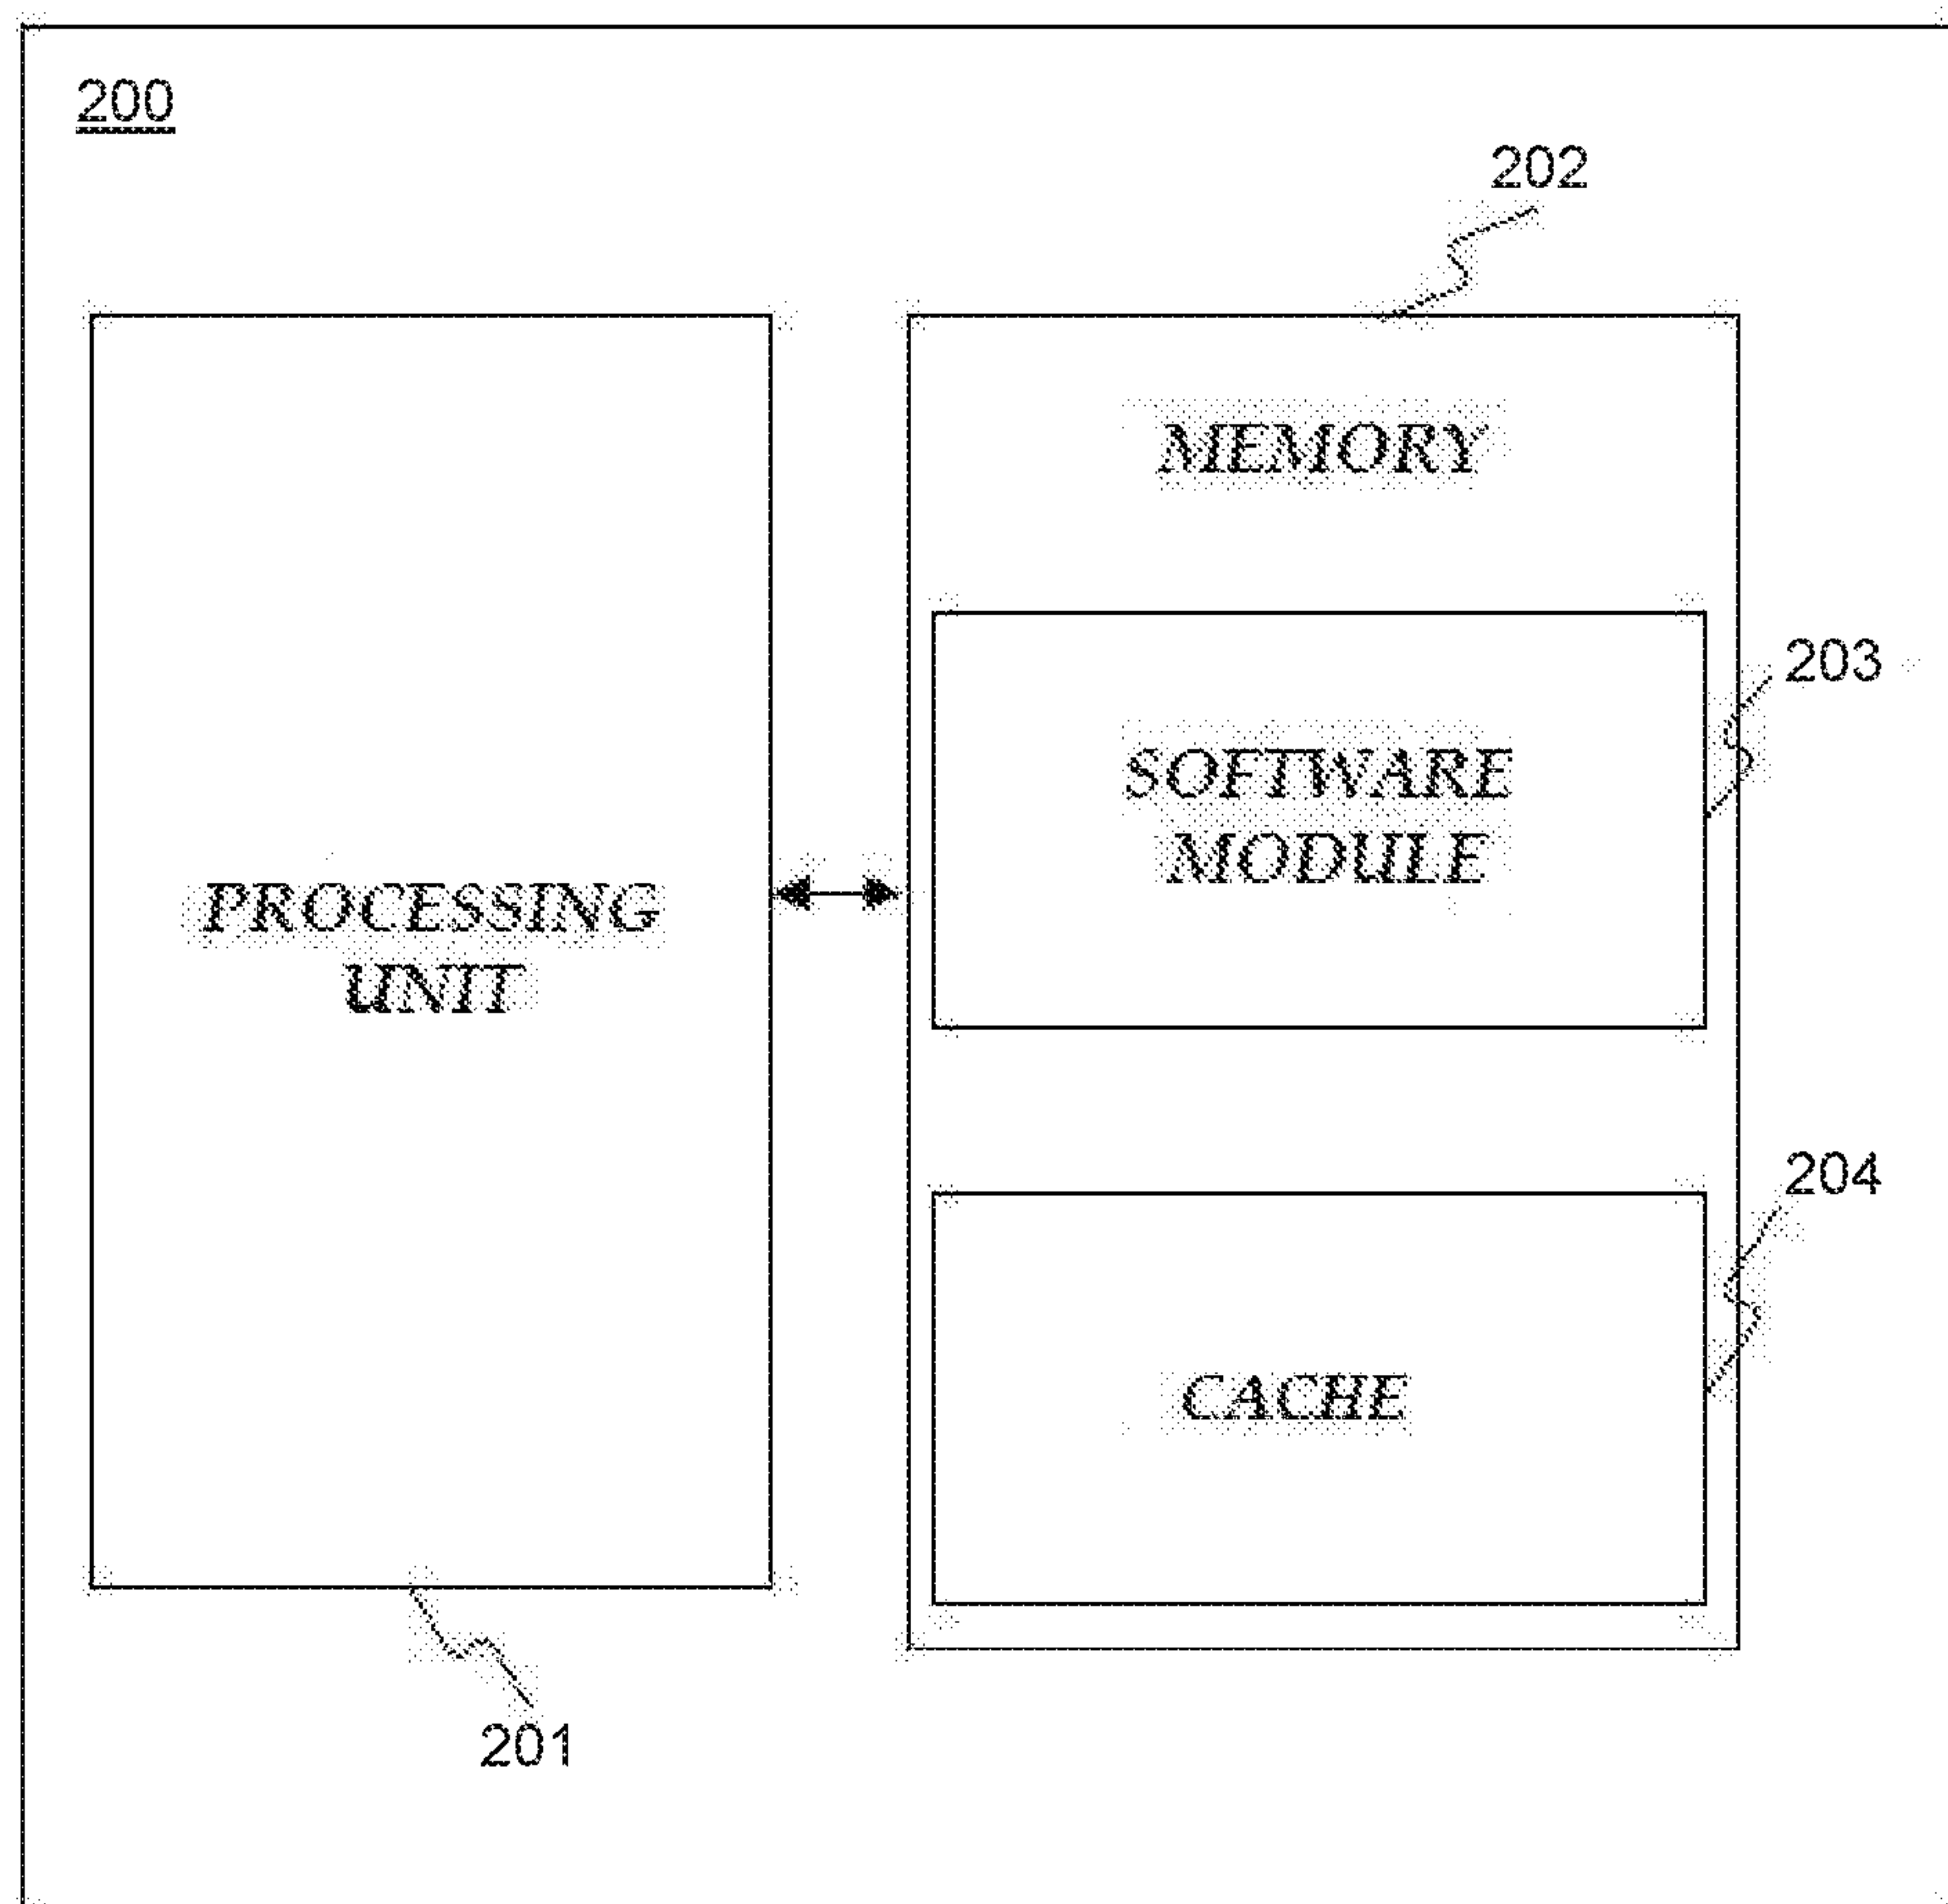 200
202
MEMORY
203
SOFTWARE
MODULE
PROCESSING
UNIT
204
CACHE
201